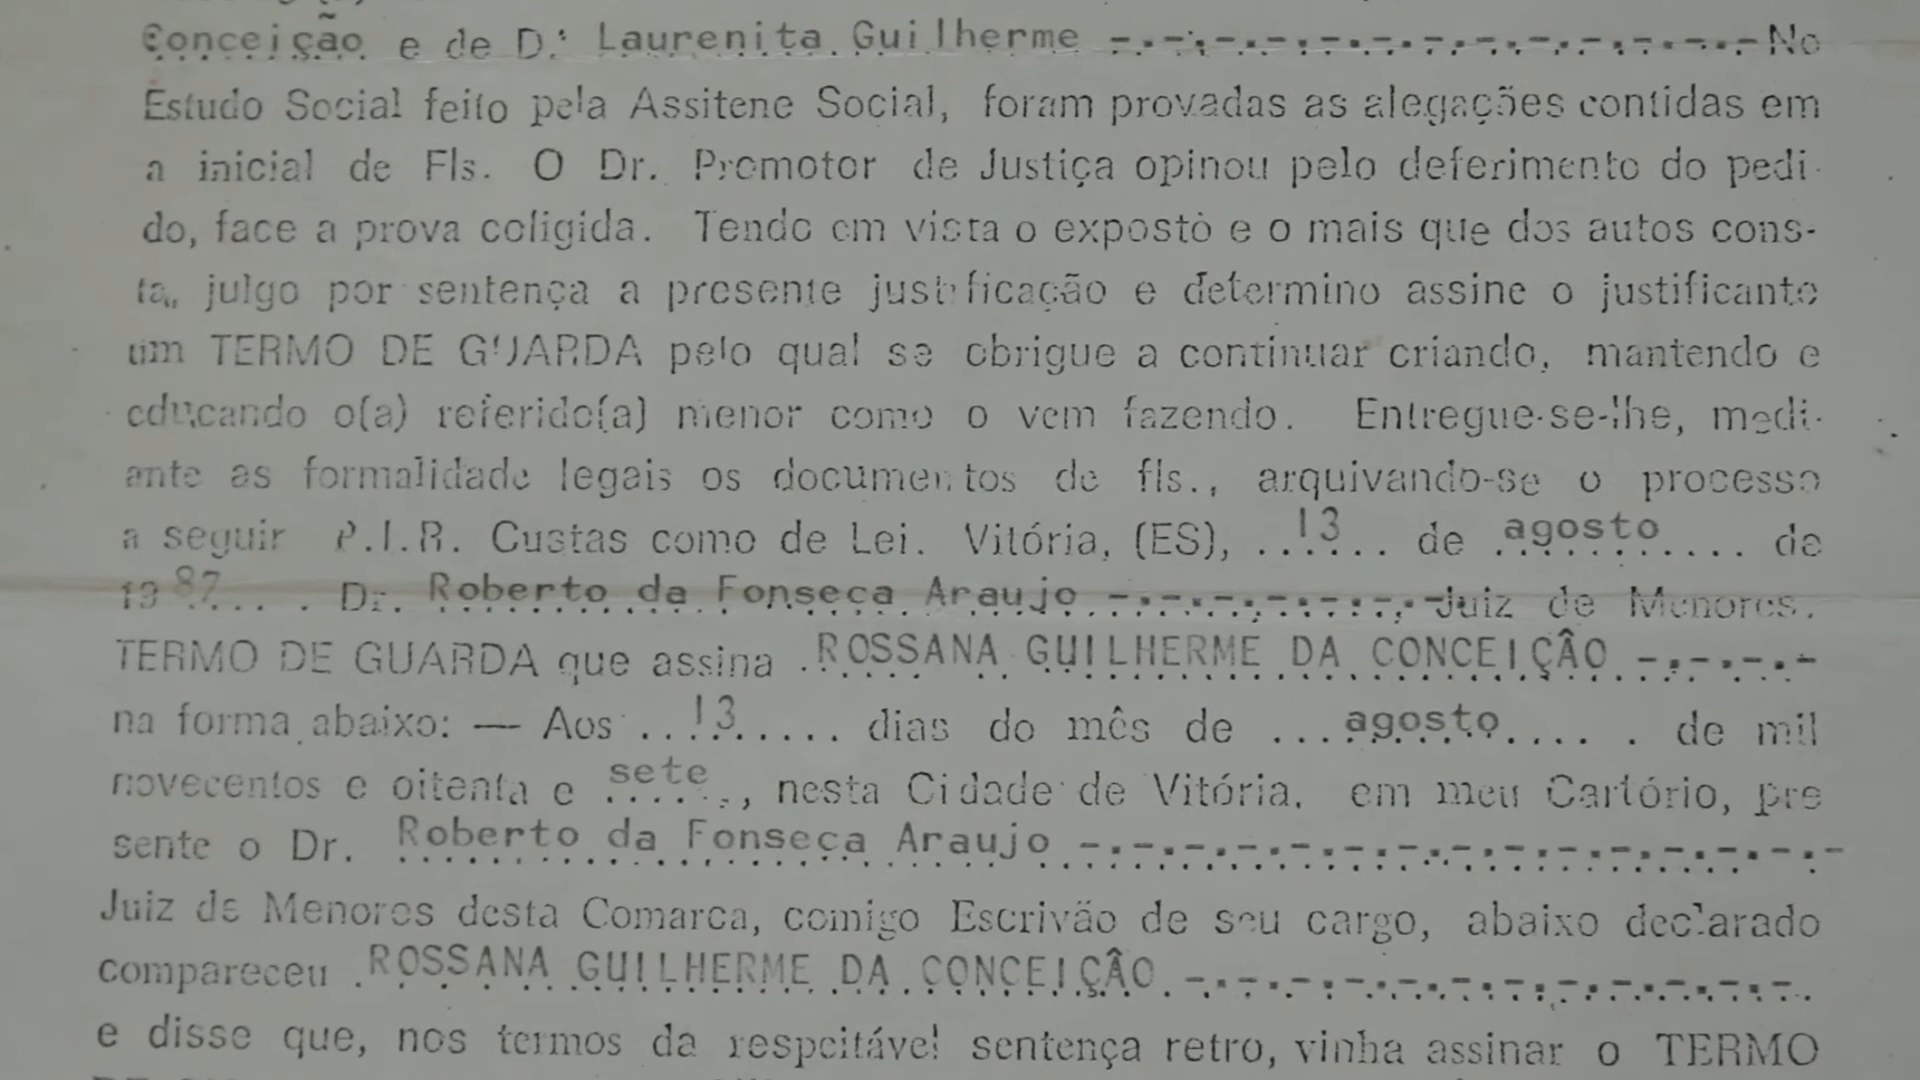 Conceição e de D.ª Laurenita Guilherme -.-.-.-.-.-.-.-.-.-.-.-.- No
Estudo Social feito pela Assitene Social, foram provadas as alegações contidas em
a inicial de Fls. O Dr. Promotor de Justiça opinou pelo deferimento do pedi-
do, face a prova coligida. Tendo em vista o exposto e o mais que dos autos cons-
ta, julgo por sentença a presente justificação e determino assine o justificante
um TERMO DE GUARDA pelo qual se obrigue a continuar criando, mantendo e
educando o(a) referido(a) menor como o vem fazendo. Entregue-se-lhe, medi-
ante as formalidade legais os documentos de fls., arquivando-se o processo
a seguir P.I.R. Custas como de Lei. Vitória, (ES), ...13... de agosto de
1987.... . Dr. Roberto da Fonseca Araujo -.-.-.-.-.-.- Juiz de Menores.
TERMO DE GUARDA que assina ROSSANA GUILHERME DA CONCEIÇÃO -.-.-.-
na forma abaixo: — Aos ...13..... dias do mês de ...agosto.... . de mil
novecentos e oitenta e sete, nesta Cidade de Vitória. em meu Cartório, pre
sente o Dr. Roberto da Fonseca Araujo -.-.-.-.-.-.-.-.-.-.-.-.-.-.-
Juiz de Menores desta Comarca, comigo Escrivão de seu cargo, abaixo declarado
compareceu ROSSANA GUILHERME DA CONCEIÇÃO -.-.-.-.-.-.-.-.-.-.-.-.
e disse que, nos termos da respeitável sentença retro, vinha assinar o TERMO